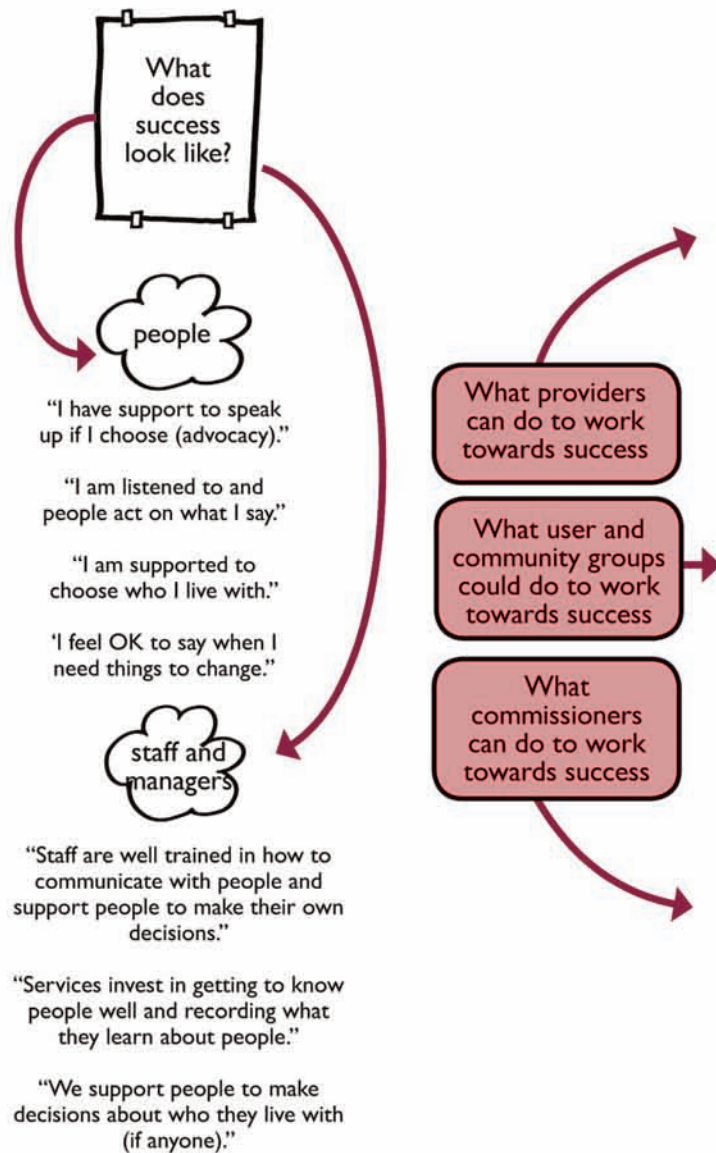 What
does
success
look like?
people
“I have support to speak
up if I choose (advocacy).”
“I am listened to and
people act on what I say.”
“I am supported to
choose who I live with.”
‘I feel OK to say when I
need things to change.”
staff and
managers
“Staff are well trained in how to
communicate with people and
support people to make their own
decisions.”
“Services invest in getting to know
people well and recording what
they learn about people.”
“We support people to make
decisions about who they live with
(if anyone).”
What providers
can do to work
towards success
What user and
community groups
could do to work
towards success
What
commissioners
can do to work
towards success